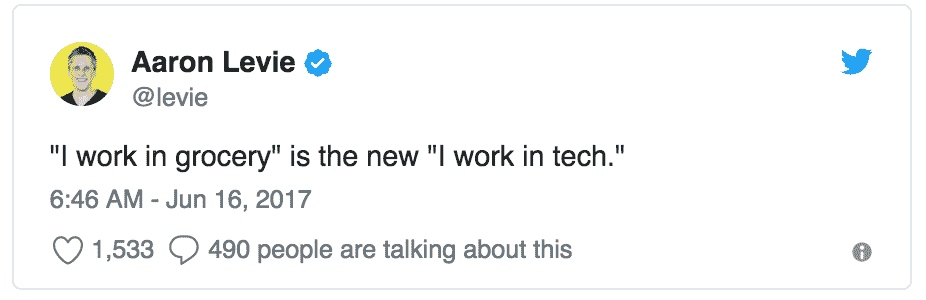 Aaron Levie
@levie
"I work in grocery" is the new "I work in tech."
6:46 AM - Jun 16, 2017
1,533 490 people are talking about this